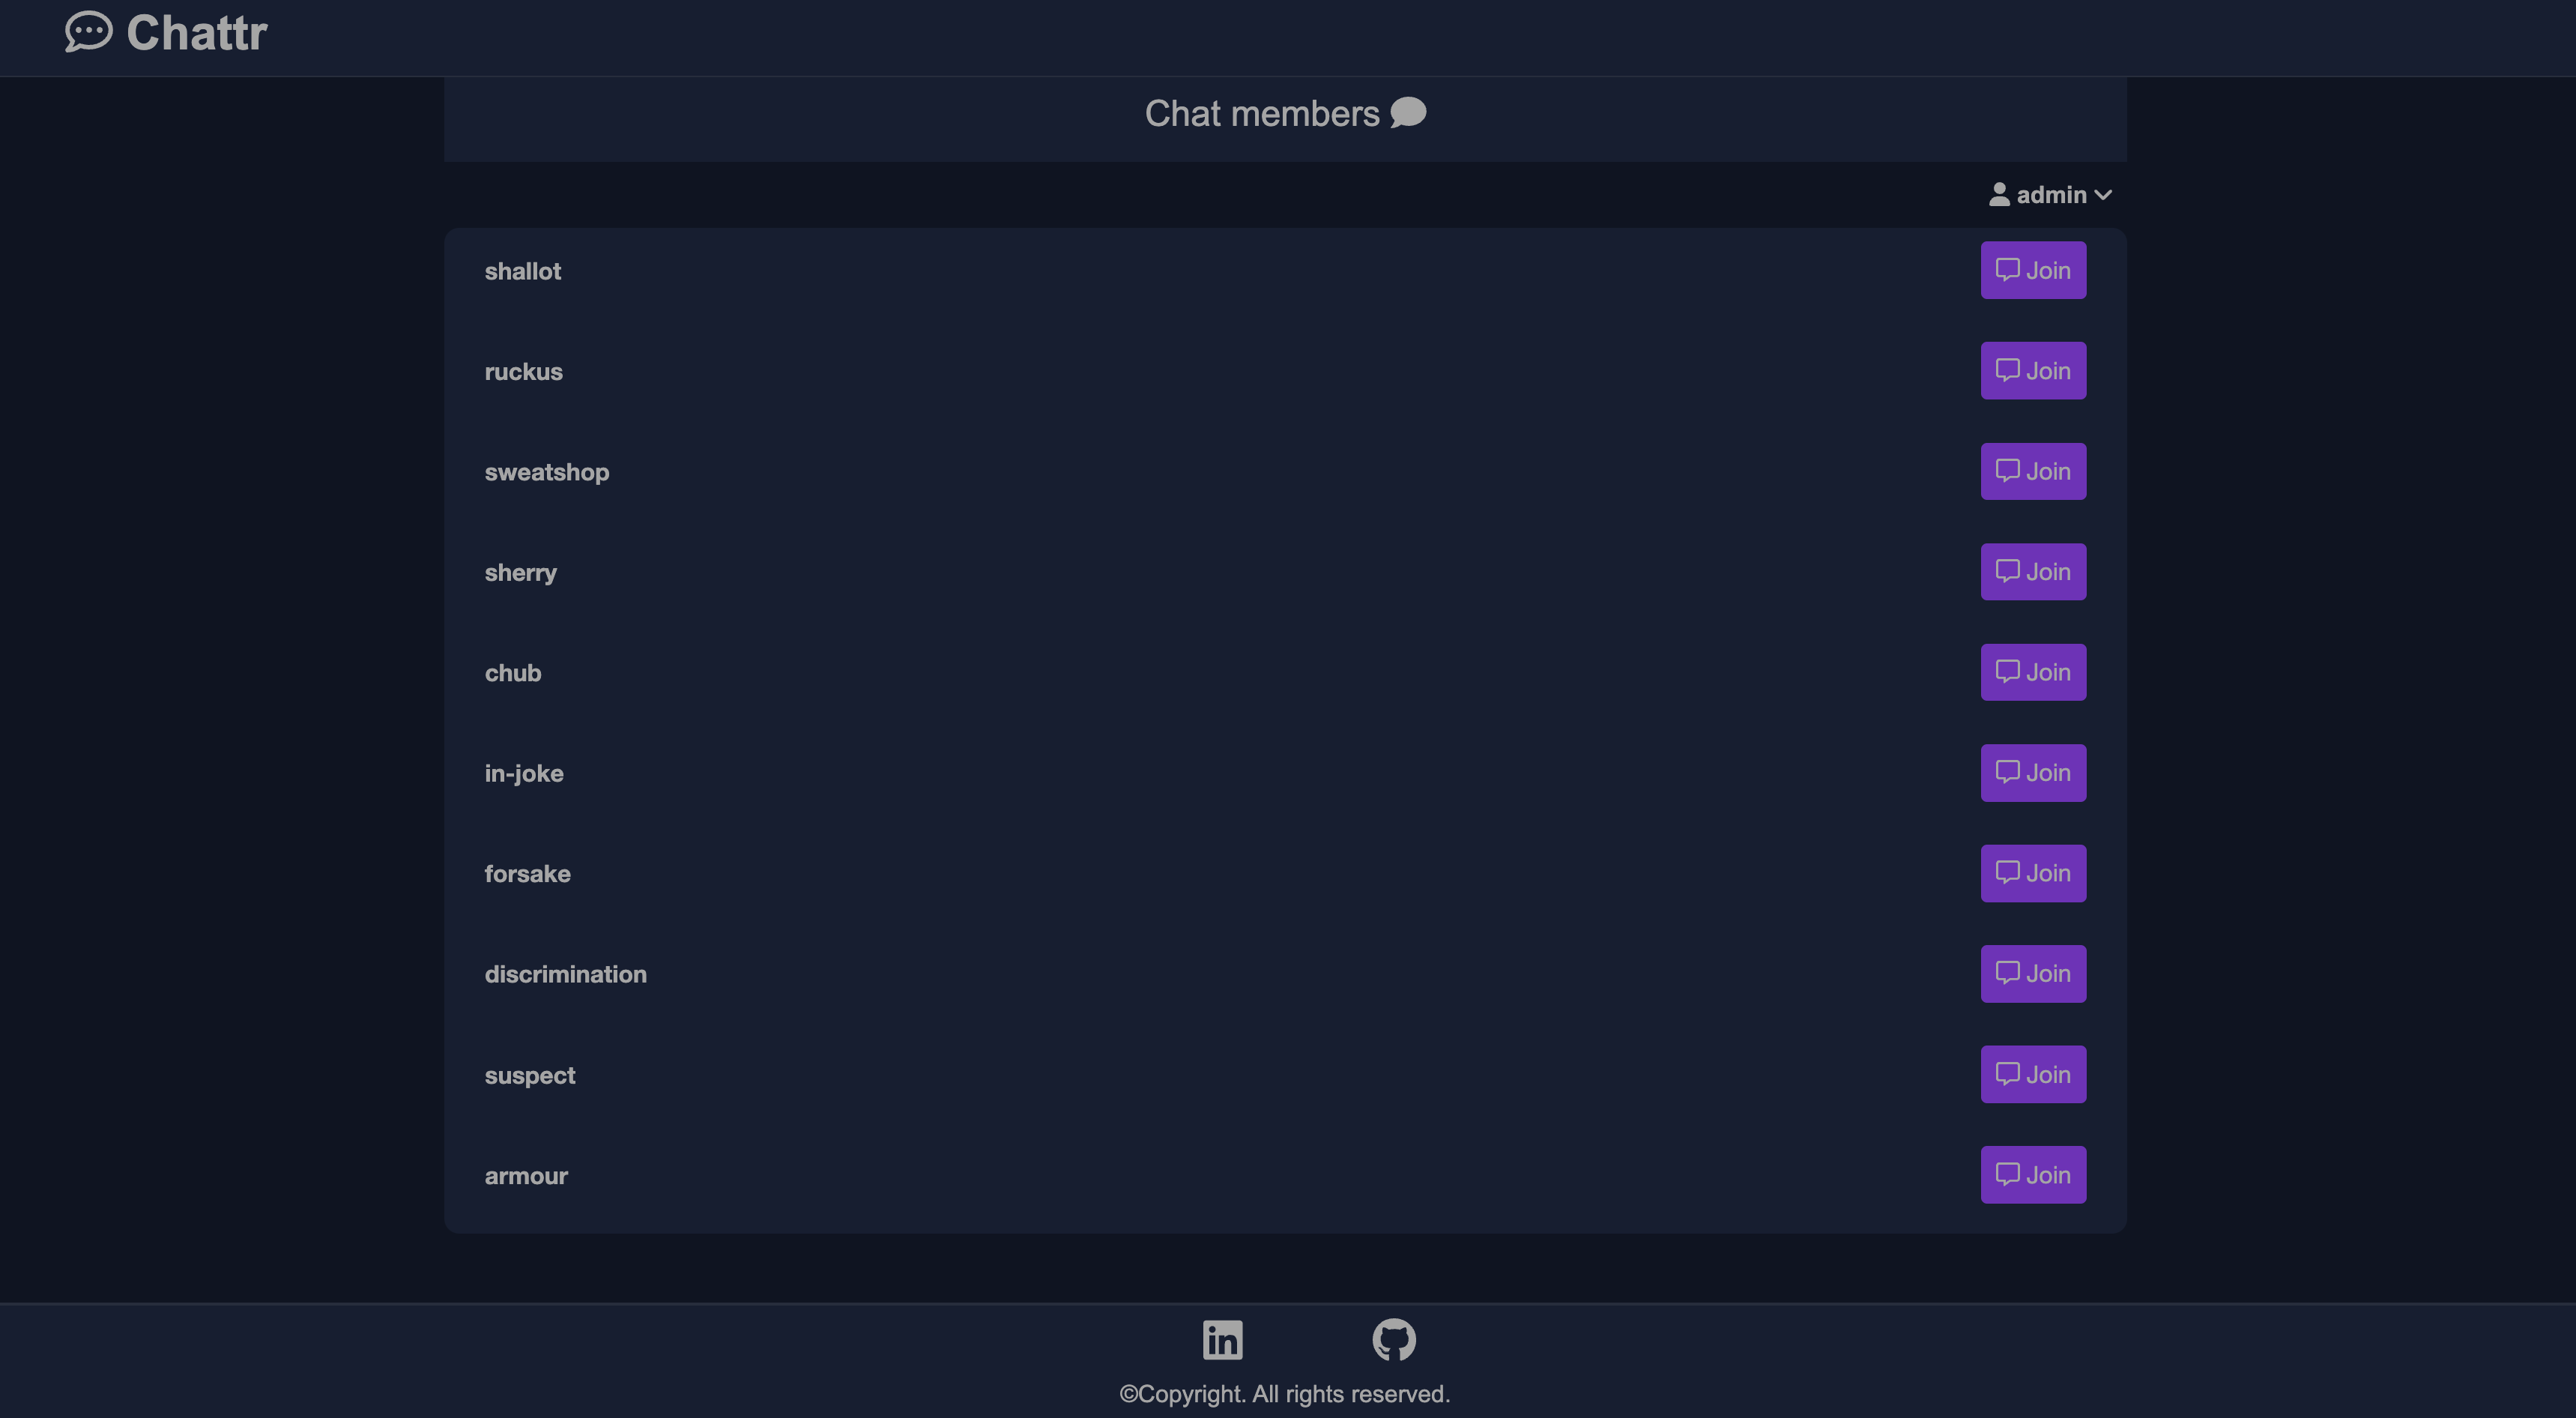 Chattr
Chat members
admin
shallot Join
ruckus Join
sweatshop Join
sherry Join
chub Join
in-joke Join
forsake Join
discrimination Join
suspect Join
armour Join
in
©Copyright. All rights reserved.